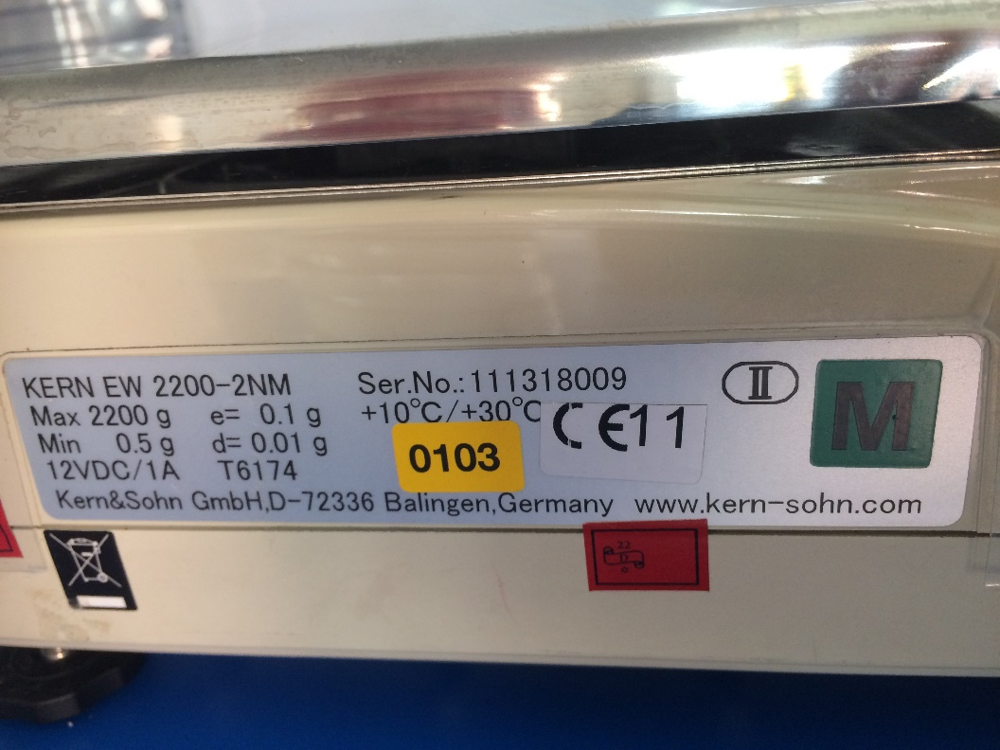 KERN EW 2200-2NM
Max 2200 g e= 0.1 g
Min 0.5 g d= 0.01 g
12VDC/1A T6174
Ser.No.: 111318009
+10°C/+30°C
0103
CE11
II
M
Kern&Sohn GmbH,D-72336 Balingen,Germany www.kern-sohn.com
22
D